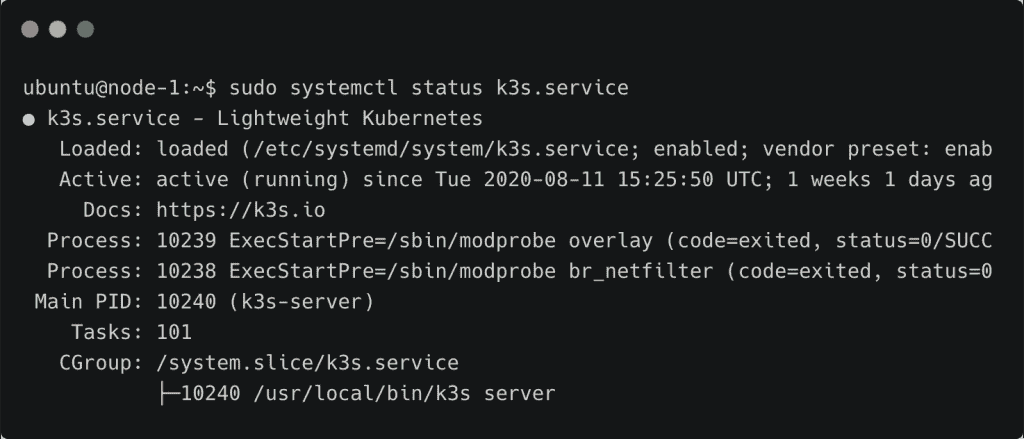 ubuntu@node-1:~$ sudo systemctl status k3s.service
● k3s.service - Lightweight Kubernetes
Loaded: loaded (/etc/systemd/system/k3s.service; enabled; vendor preset: enab
Active: active (running) since Tue 2020-08-11 15:25:50 UTC; 1 weeks 1 days ag
Docs: https://k3s.io
Process: 10239 ExecStartPre=/sbin/modprobe overlay (code=exited, status=0/SUCC
Process: 10238 ExecStartPre=/sbin/modprobe br_netfilter (code=exited, status=0
Main PID: 10240 (k3s-server)
Tasks: 101
CGroup: /system.slice/k3s.service
├─10240 /usr/local/bin/k3s server